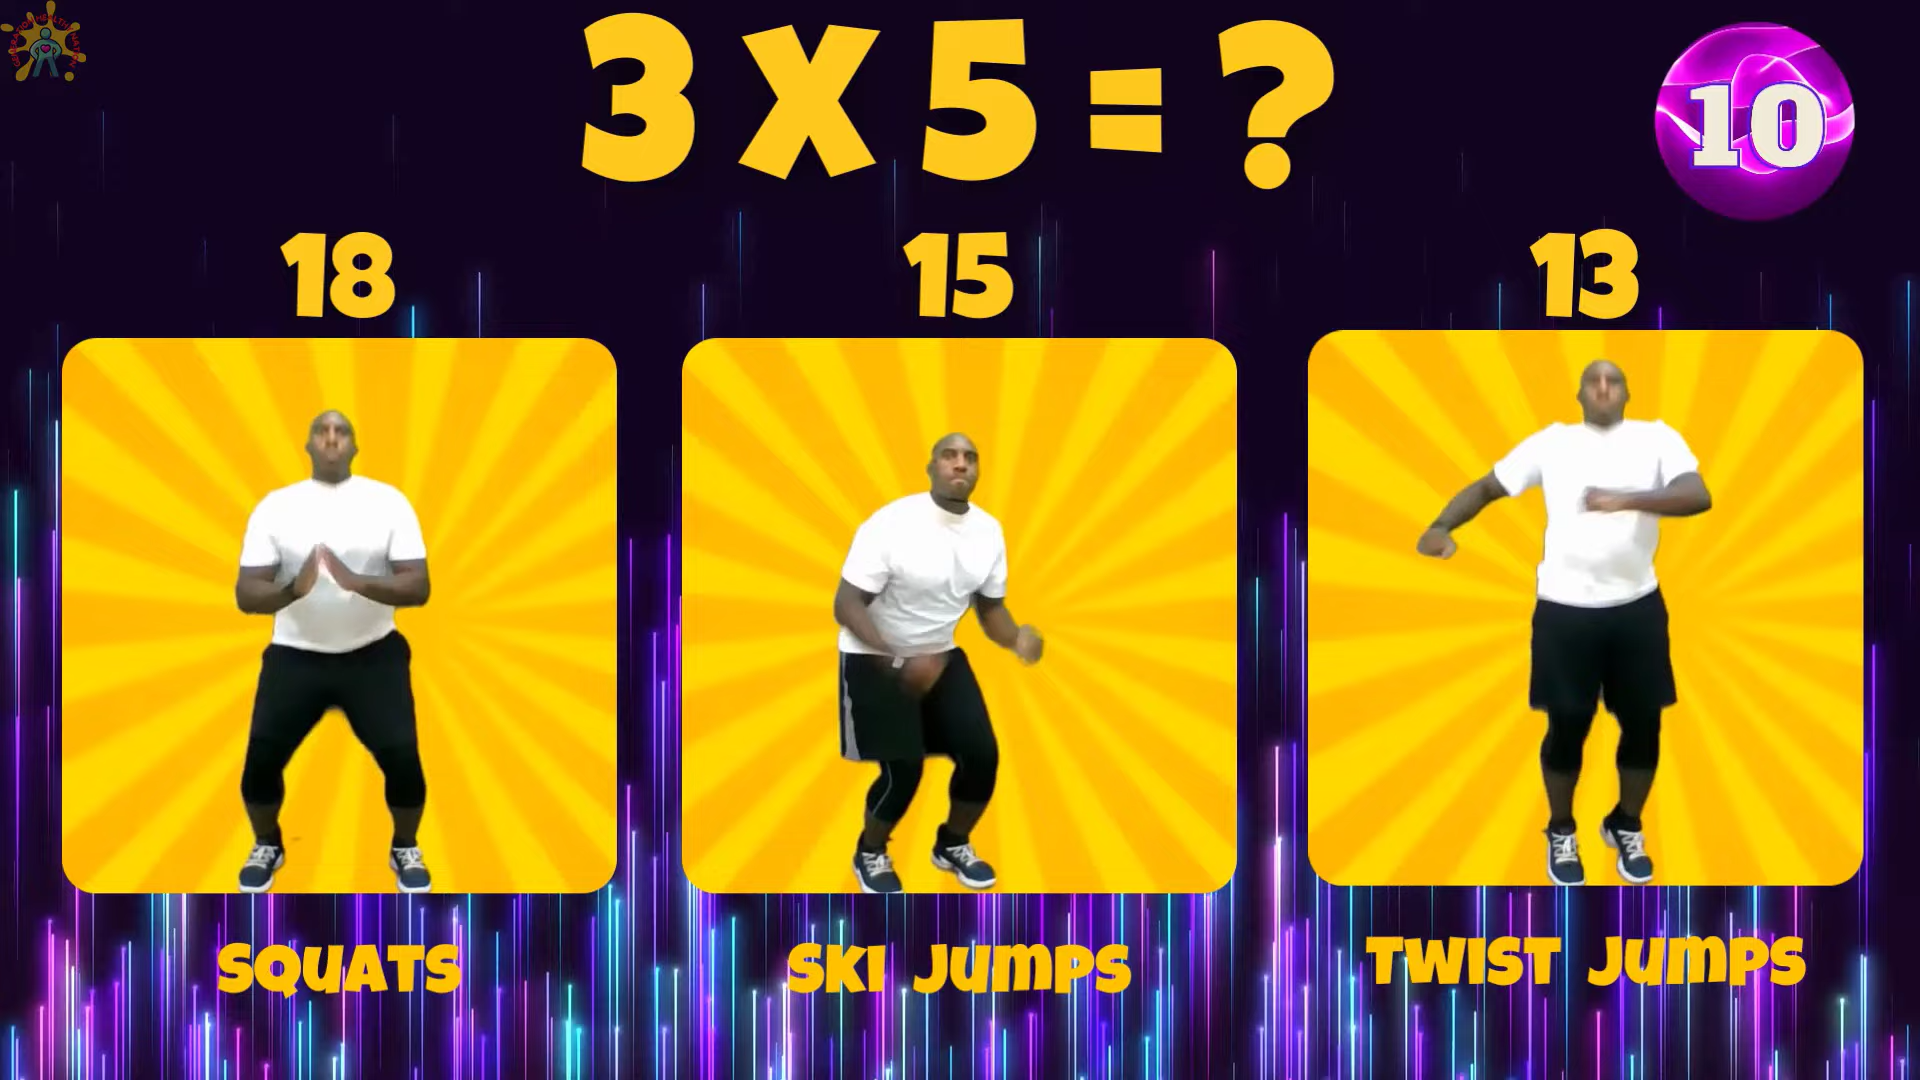 3 X 5 = ?
10
18
15
13
SQUATS
SKI JUMPS
TWIST JUMPS